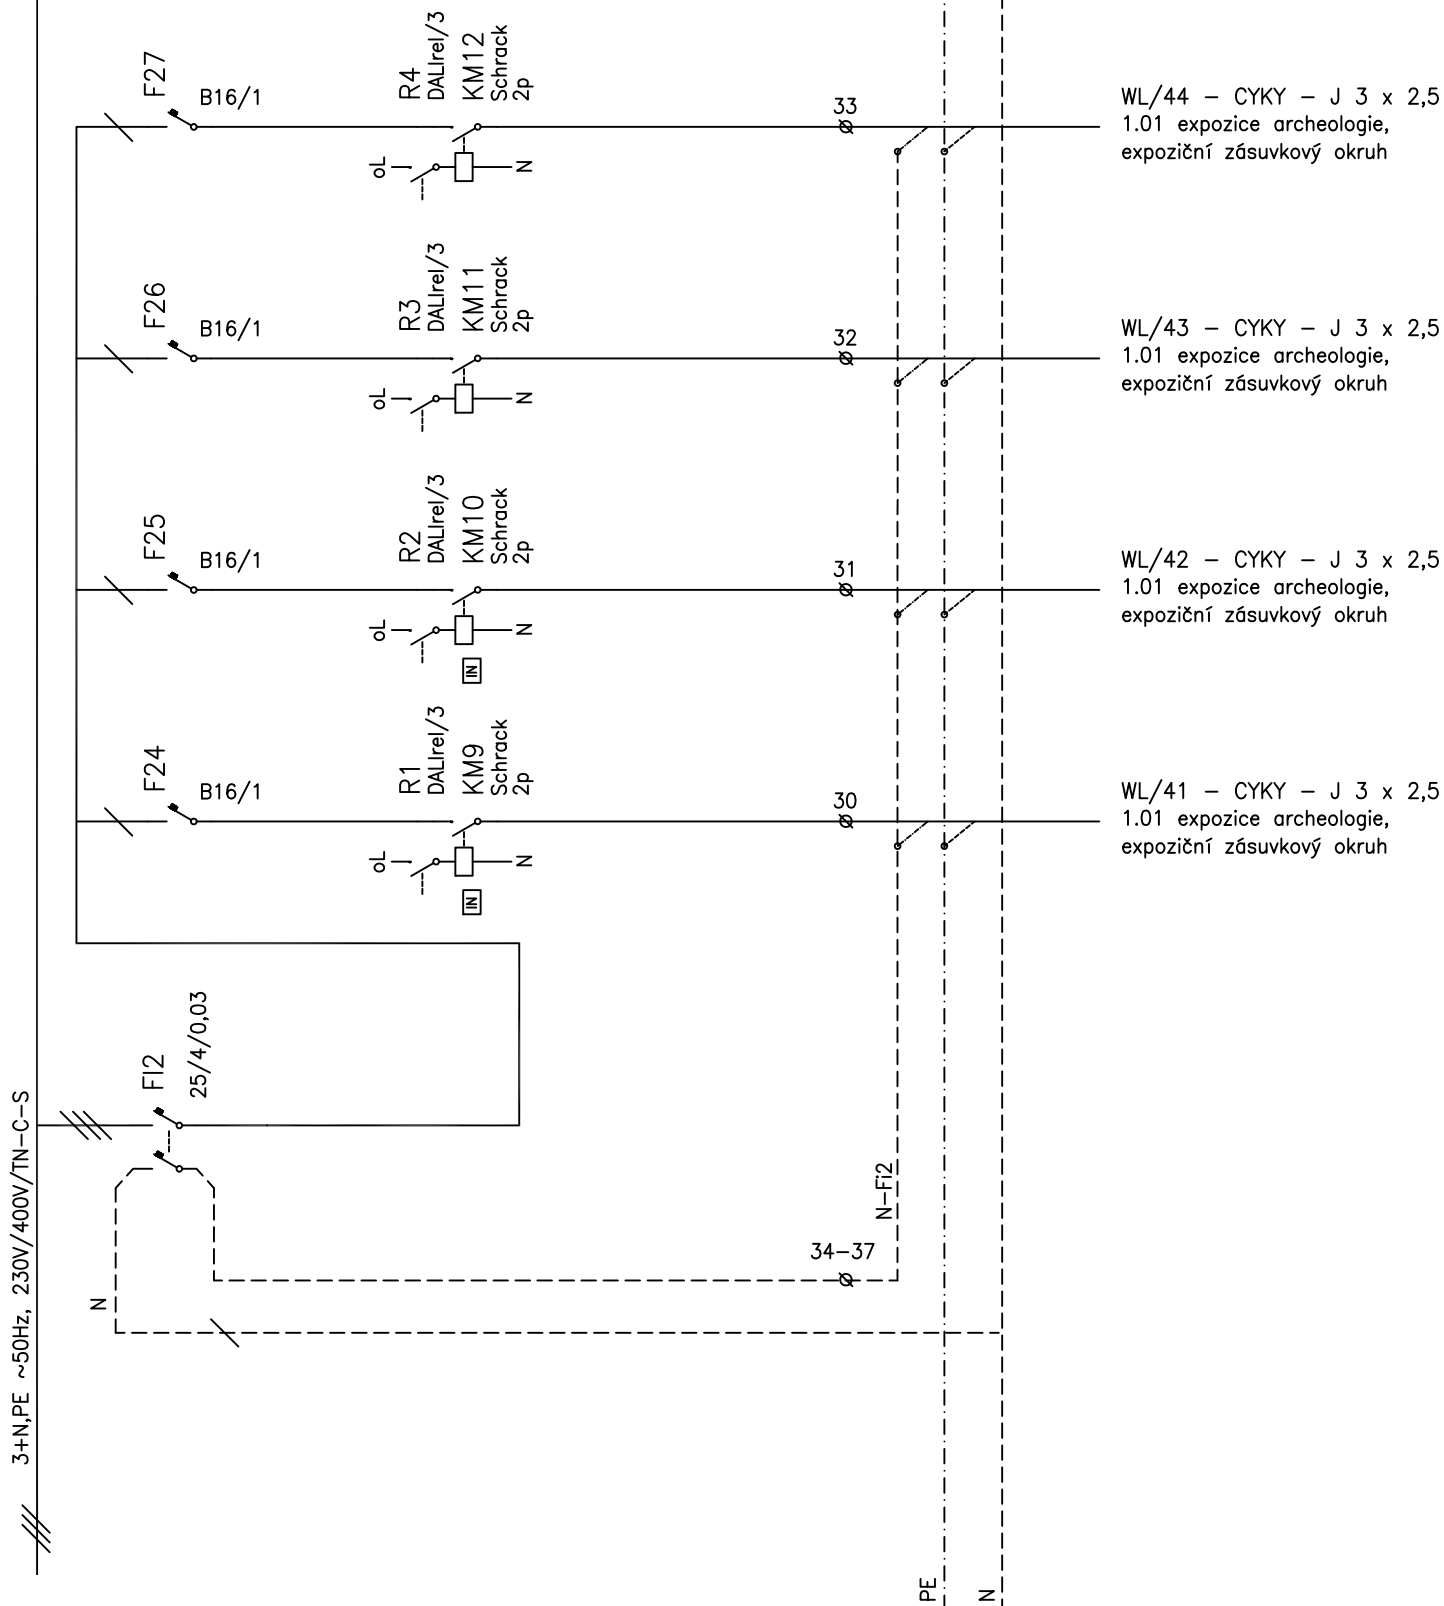 F27
B16/1
R4
DALIrel/3
KM12
Schrack
2p
oL
N
33
WL/44 – CYKY – J 3 x 2,5
1.01 expozice archeologie,
expoziční zásuvkový okruh
F26
B16/1
R3
DALIrel/3
KM11
Schrack
2p
oL
N
32
WL/43 – CYKY – J 3 x 2,5
1.01 expozice archeologie,
expoziční zásuvkový okruh
F25
B16/1
R2
DALIrel/3
KM10
Schrack
2p
oL
N
IN
31
WL/42 – CYKY – J 3 x 2,5
1.01 expozice archeologie,
expoziční zásuvkový okruh
F24
B16/1
R1
DALIrel/3
KM9
Schrack
2p
oL
N
IN
30
WL/41 – CYKY – J 3 x 2,5
1.01 expozice archeologie,
expoziční zásuvkový okruh
FI2
25/4/0,03
3+N,PE ~50Hz, 230V/400V/TN-C-S
N
34-37
N-Fi2
PE
N